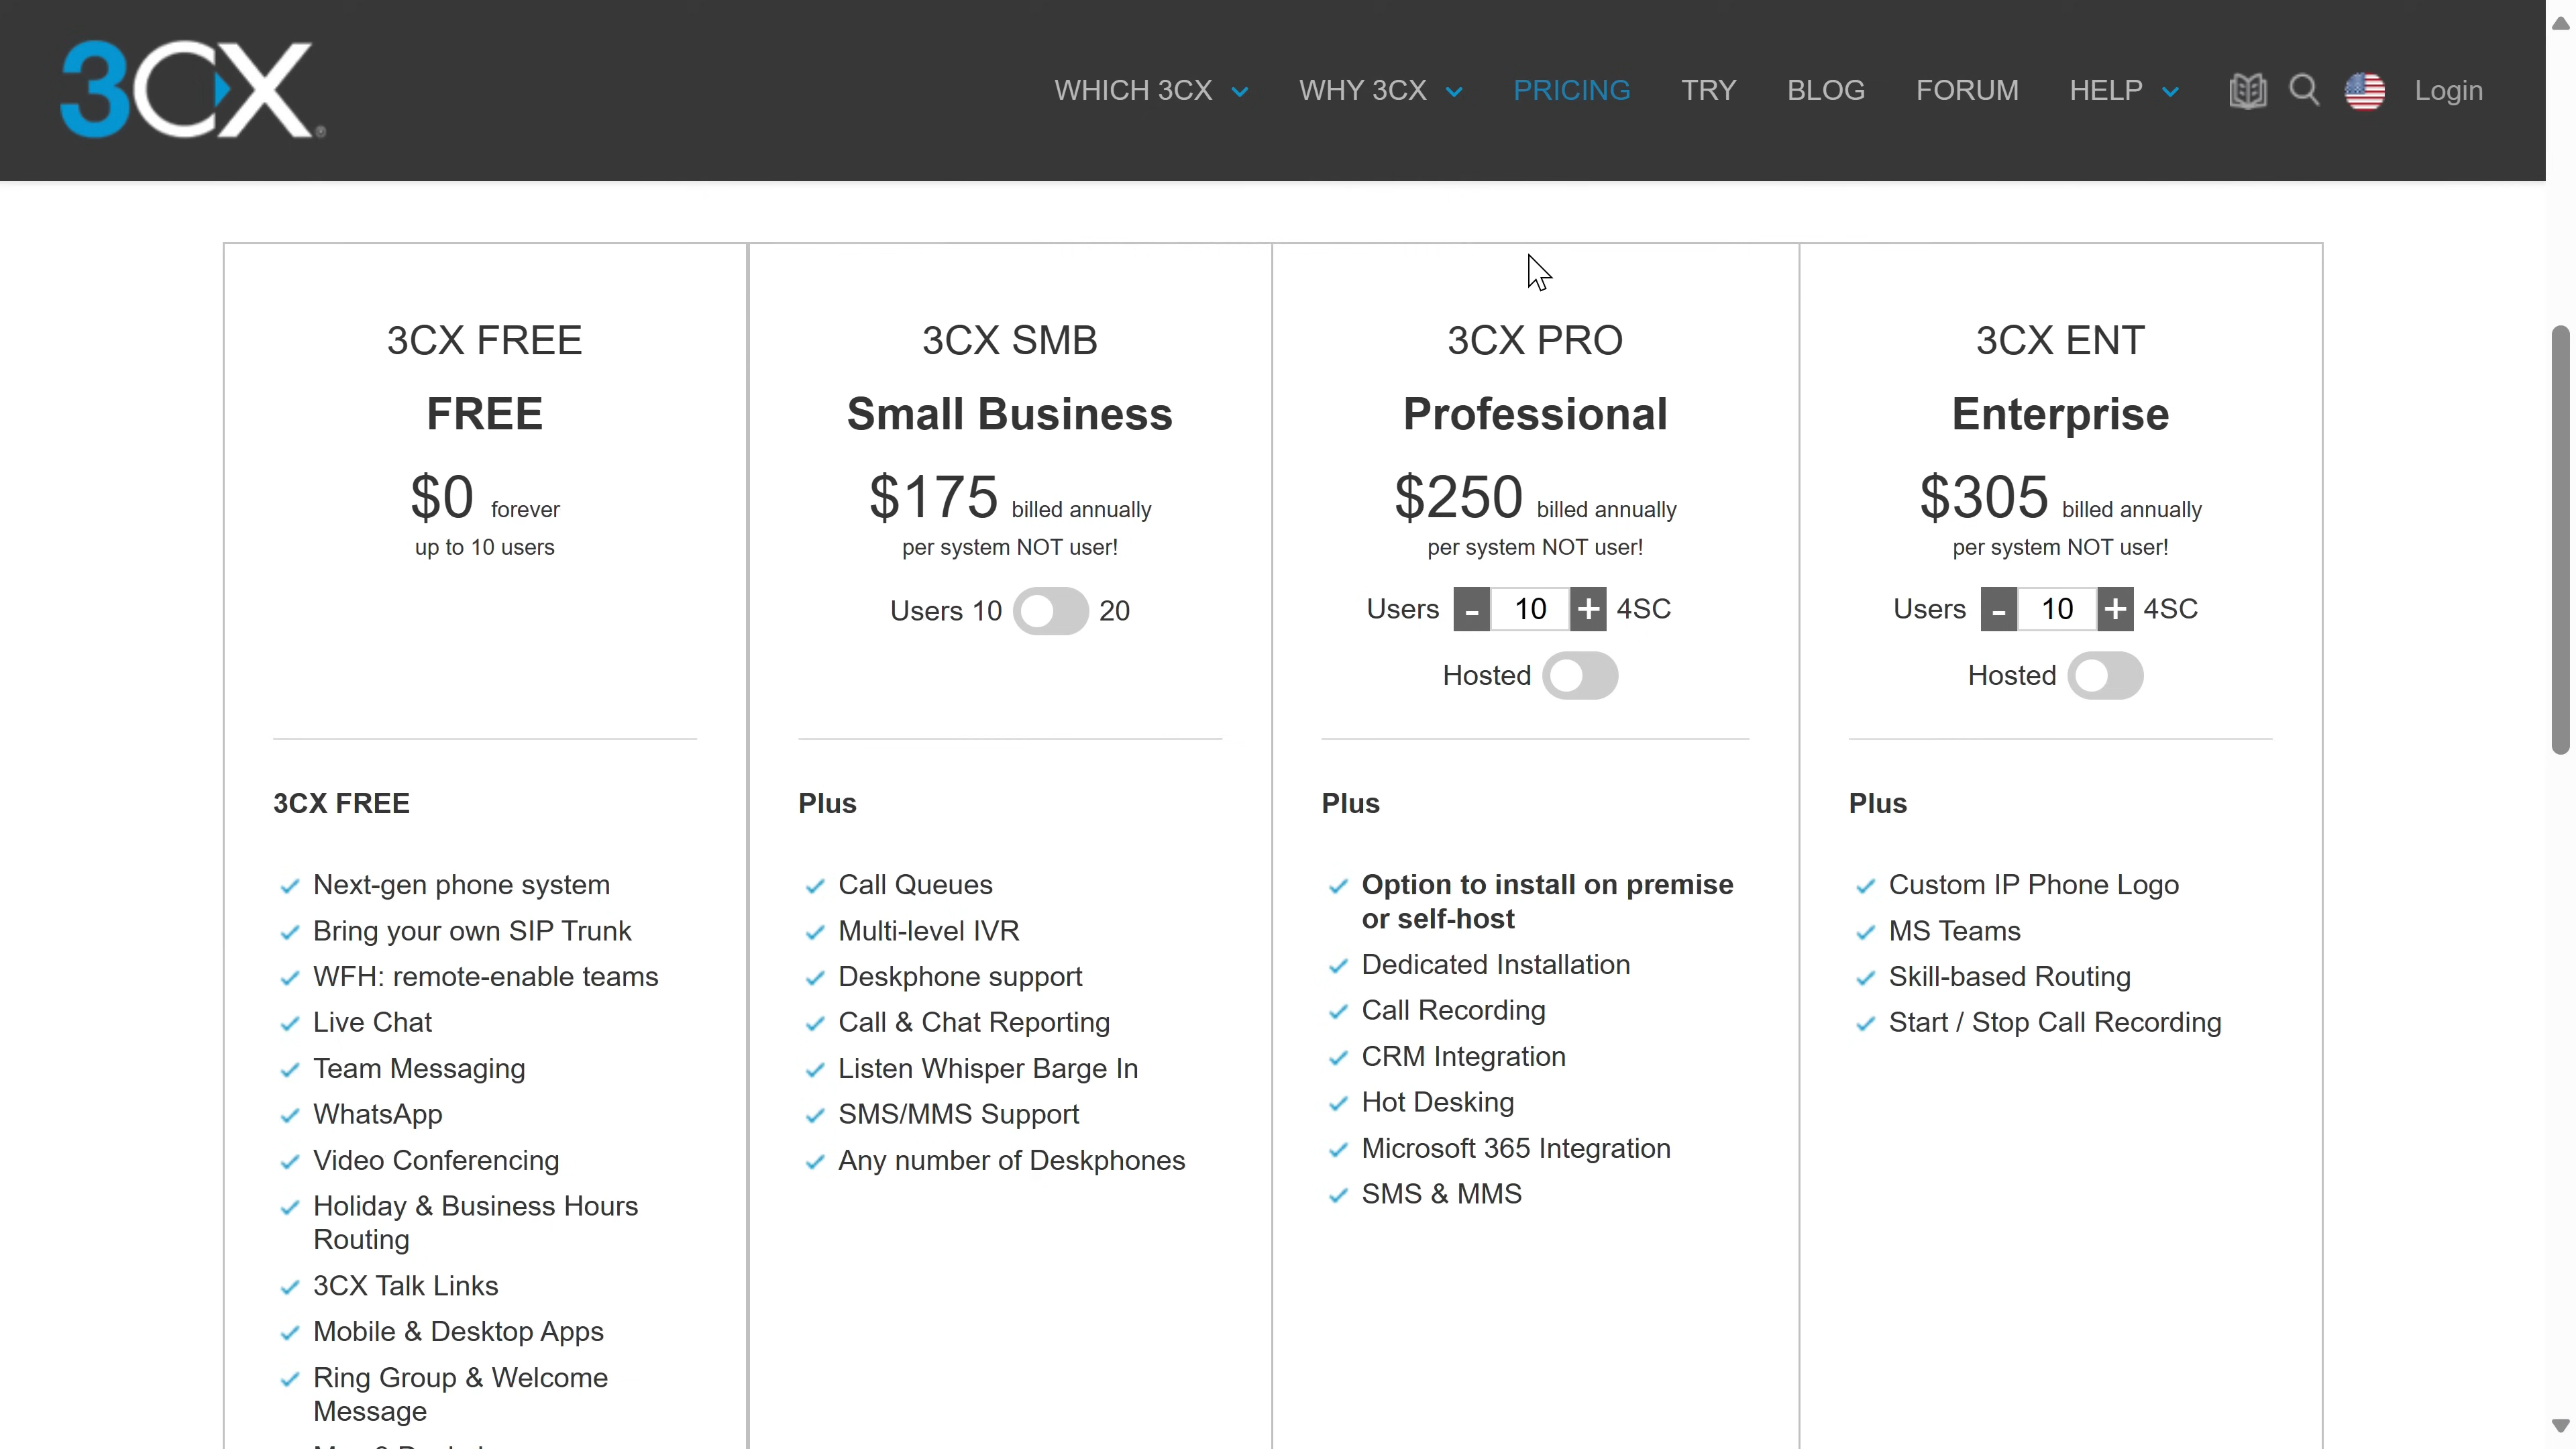 3CX
WHICH 3CX
WHY 3CX
PRICING
TRY
BLOG
FORUM
HELP
Login
3CX FREE
FREE
$0 forever
up to 10 users
3CX FREE
Next-gen phone system
Bring your own SIP Trunk
WFH: remote-enable teams
Live Chat
Team Messaging
WhatsApp
Video Conferencing
Holiday & Business Hours
Routing
3CX Talk Links
Mobile & Desktop Apps
Ring Group & Welcome
Message
3CX SMB
Small Business
$175 billed annually
per system NOT user!
Users 10 20
Plus
Call Queues
Multi-level IVR
Deskphone support
Call & Chat Reporting
Listen Whisper Barge In
SMS/MMS Support
Any number of Deskphones
3CX PRO
Professional
$250 billed annually
per system NOT user!
Users - 10 + 4SC
Hosted
Plus
Option to install on premise
or self-host
Dedicated Installation
Call Recording
CRM Integration
Hot Desking
Microsoft 365 Integration
SMS & MMS
3CX ENT
Enterprise
$305 billed annually
per system NOT user!
Users - 10 + 4SC
Hosted
Plus
Custom IP Phone Logo
MS Teams
Skill-based Routing
Start / Stop Call Recording